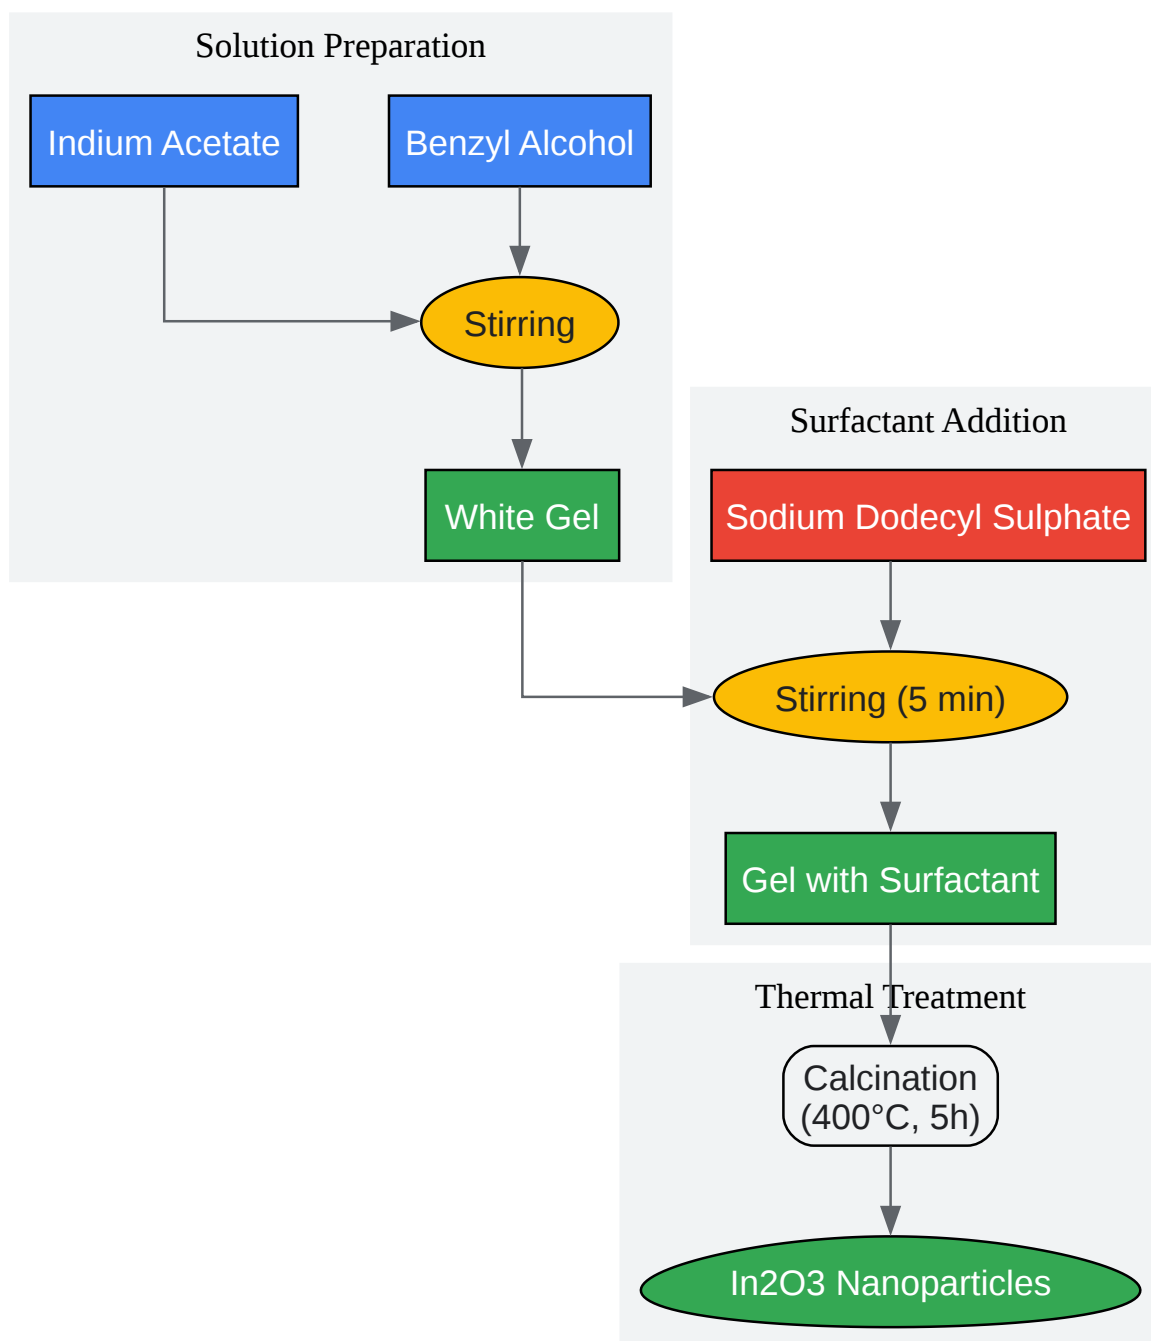 Solution Preparation
Indium Acetate
Benzyl Alcohol
Stirring
White Gel
Surfactant Addition
Sodium Dodecyl Sulphate
Stirring (5 min)
Gel with Surfactant
Thermal Treatment
Calcination
(400°C, 5h)
In2O3 Nanoparticles